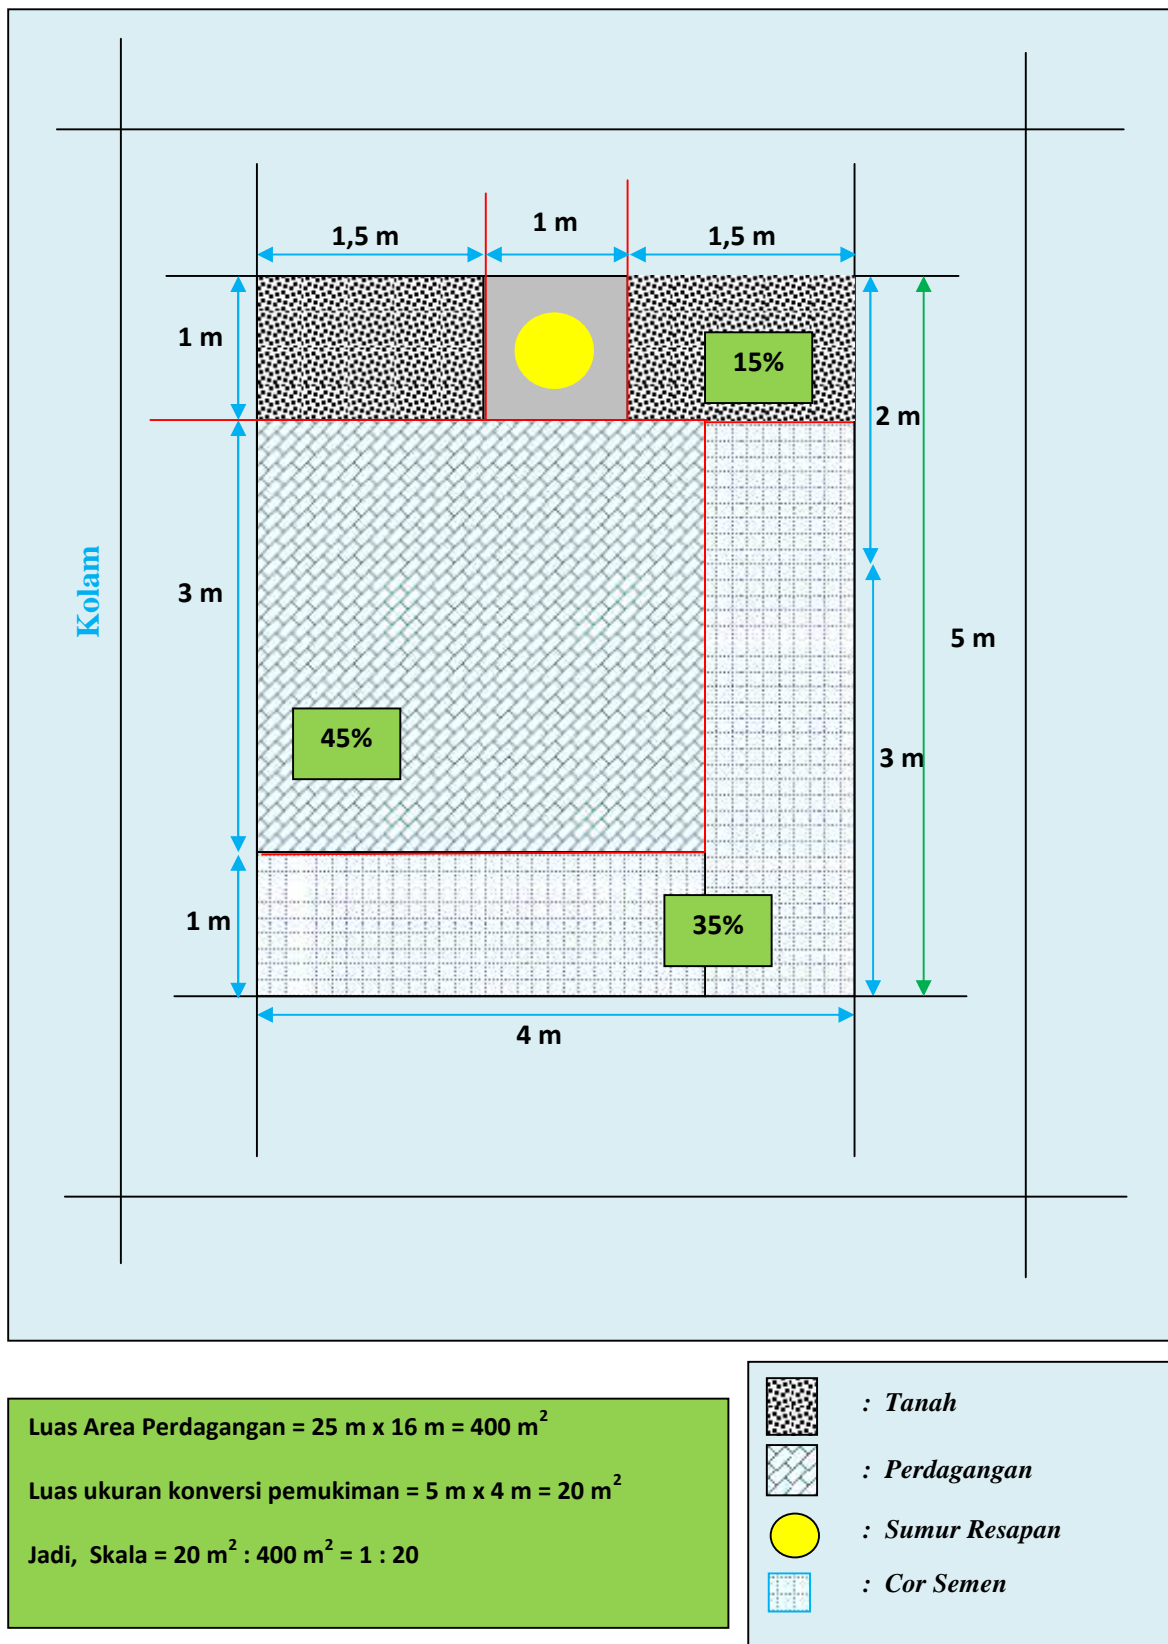 1,5 m
1 m
1,5 m
1 m
15%
2 m
Kolam
3 m
5 m
45%
3 m
1 m
35%
4 m
Luas Area Perdagangan = 25 m x 16 m = 400 m²
Luas ukuran konversi pemukiman = 5 m x 4 m = 20 m²
Jadi, Skala = 20 m² : 400 m² = 1 : 20
: Tanah
: Perdagangan
: Sumur Resapan
: Cor Semen